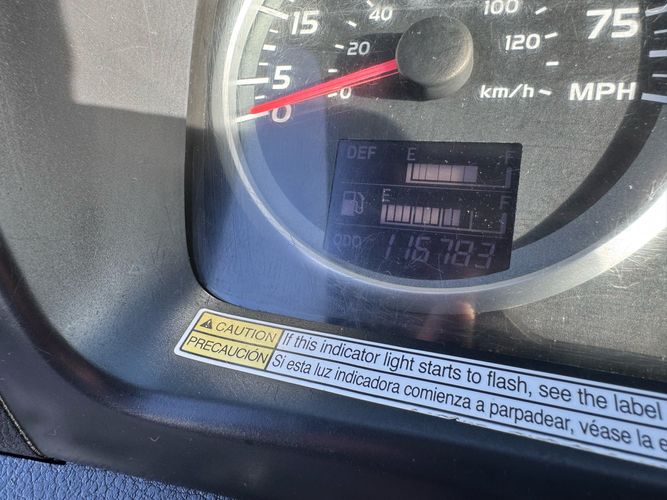 15 40 100 75
20 120
5 0 km/h MPH
0
DEF E F
E F
ODO 116783
CAUTION If this indicator light starts to flash, see the label
PRECAUCIÓN Si esta luz indicadora comienza a parpadear, véase la e